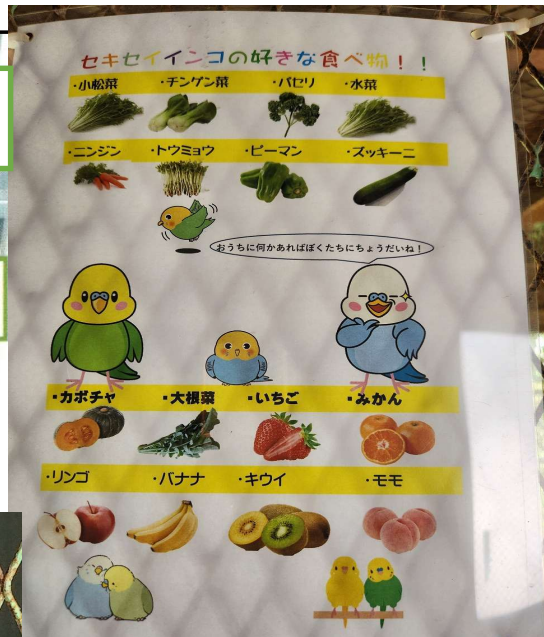 セキセイインコの好きな食べ物！！
・小松菜 ・チンゲン菜 ・パセリ ・水菜
・ニンジン ・トウミョウ ・ピーマン ・ズッキーニ
おうちに何かあればぼくたちにちょうだいね！
・カボチャ ・大根菜 ・いちご ・みかん
・リンゴ ・バナナ ・キウイ ・モモ